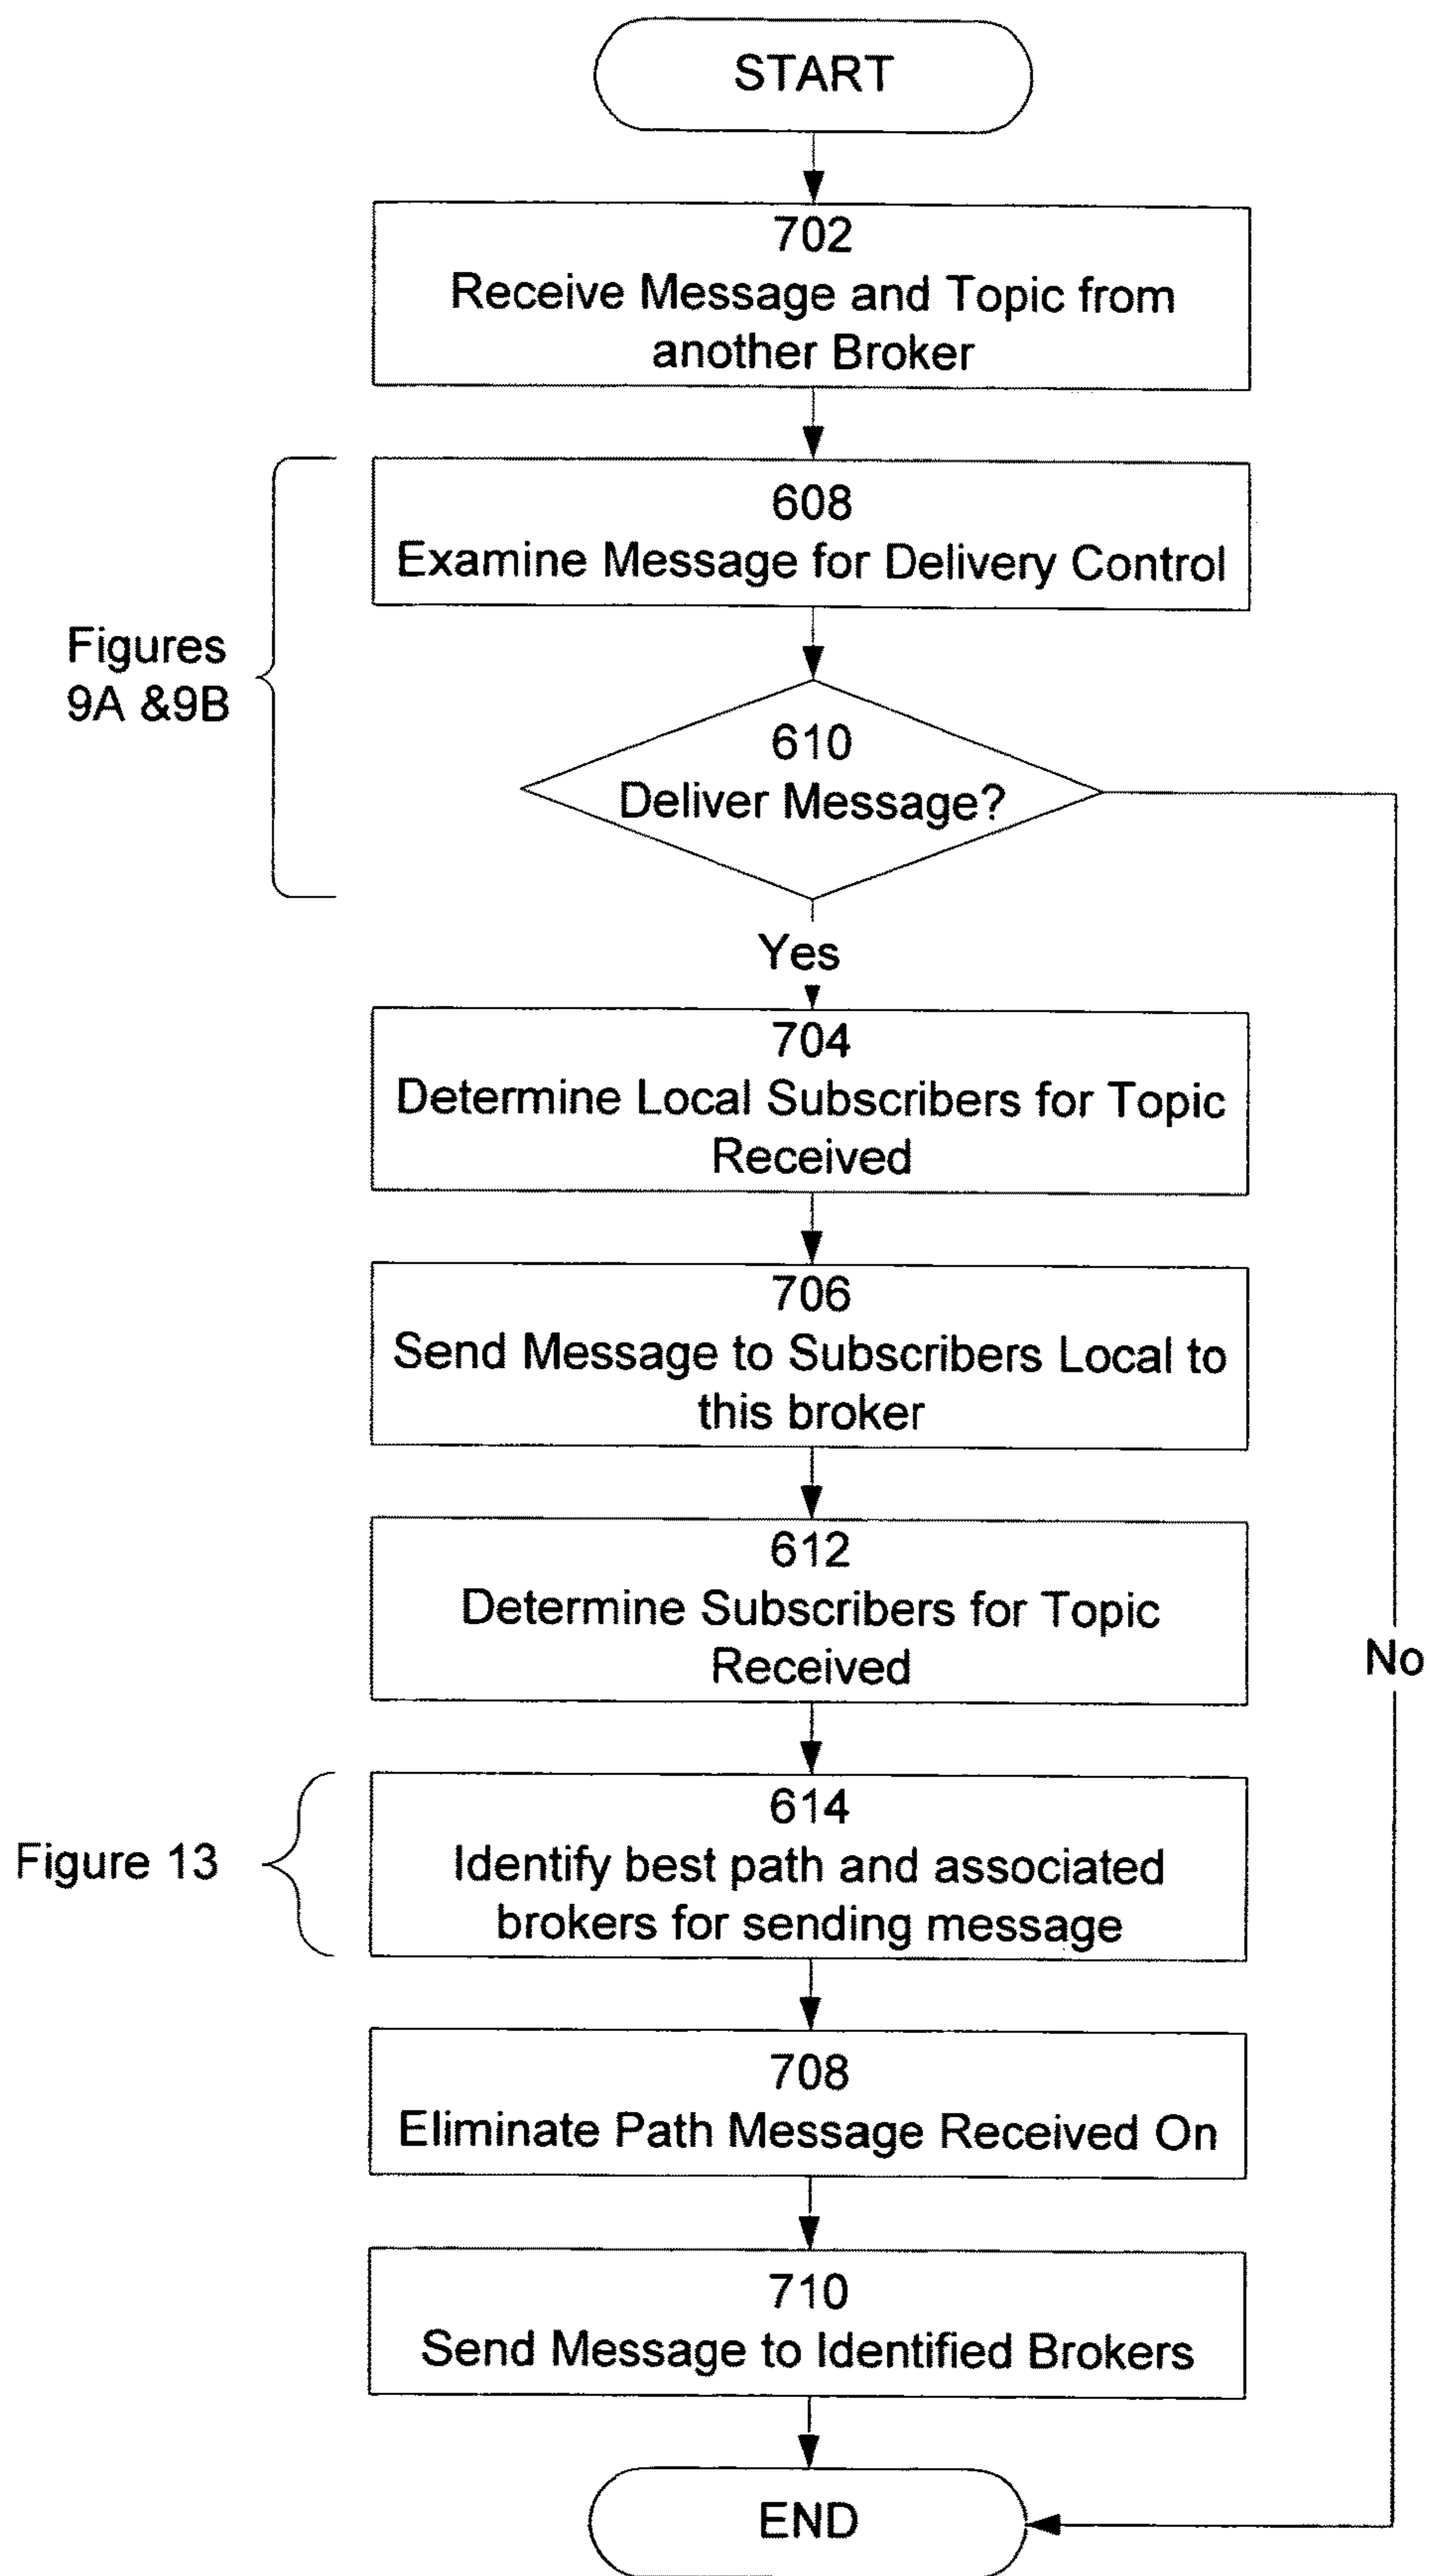 START
702
Receive Message and Topic from
another Broker
608
Examine Message for Delivery Control
Figures
9A &9B
610
Deliver Message?
Yes
704
Determine Local Subscribers for Topic
Received
706
Send Message to Subscribers Local to
this broker
612
Determine Subscribers for Topic
Received
No
614
Identify best path and associated
brokers for sending message
Figure 13
708
Eliminate Path Message Received On
710
Send Message to Identified Brokers
END